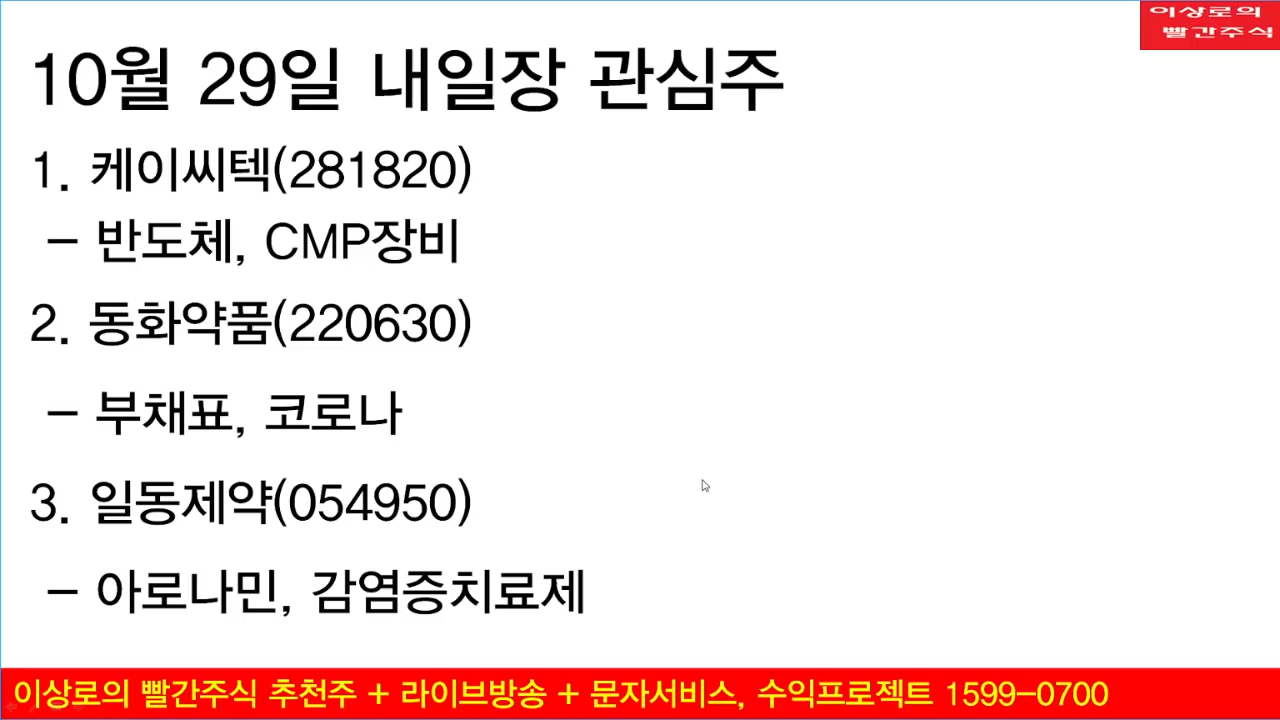 이상로의
빨간주식
10월 29일 내일장 관심주
1. 케이씨텍(281820)
- 반도체, CMP장비
2. 동화약품(220630)
- 부채표, 코로나
3. 일동제약(054950)
- 아로나민, 감염증치료제
이상로의 빨간주식 추천주 + 라이브방송 + 문자서비스, 수익프로젝트 1599-0700